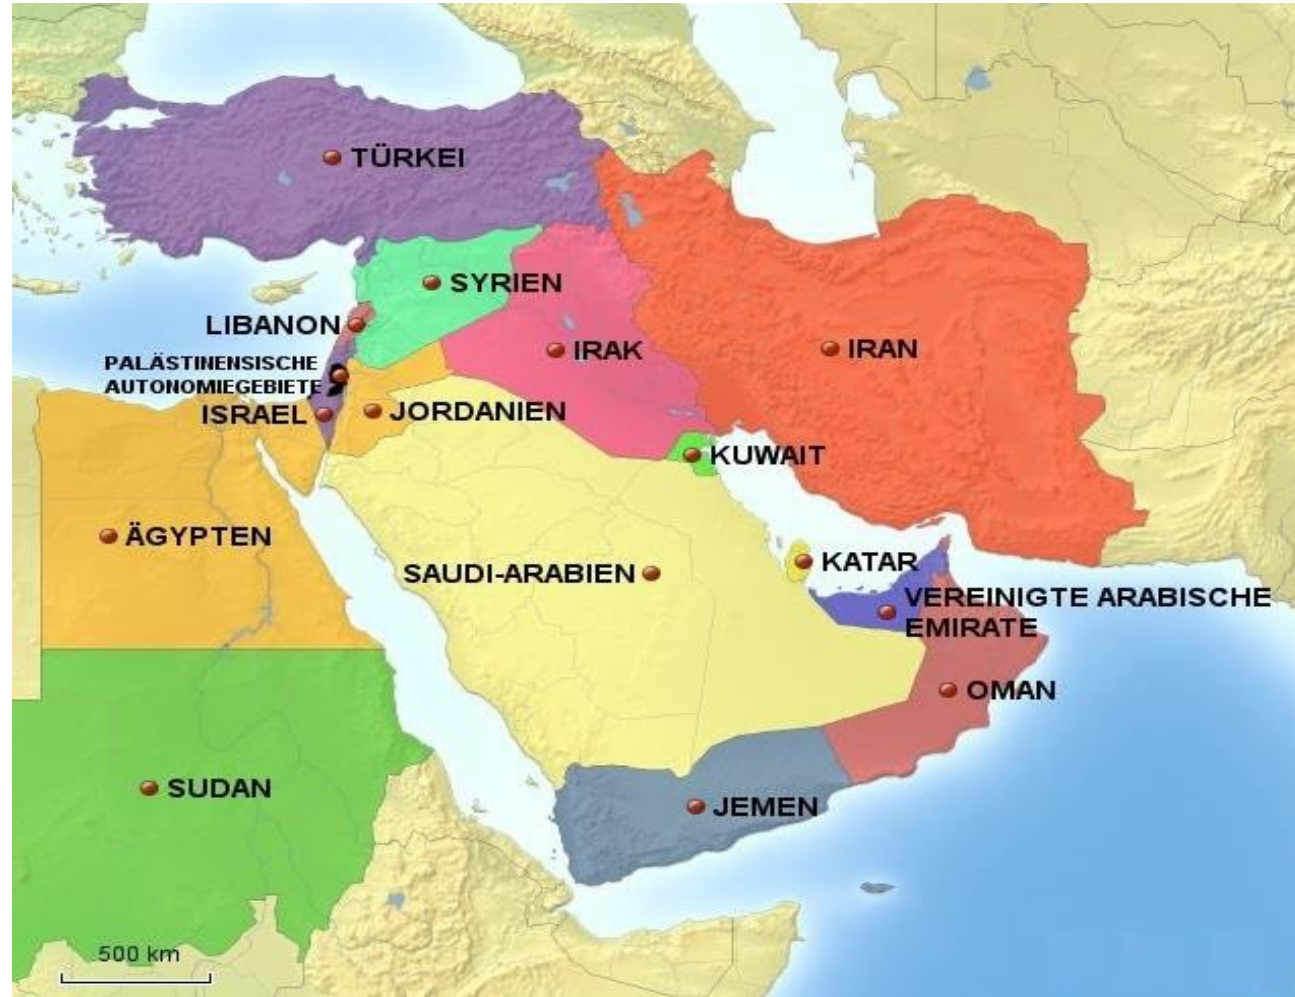 TÜRKEI
SYRIEN
LIBANON
IRAK
IRAN
PALÄSTINENSISCHE
AUTONOMIEGEBIETE
ISRAEL
JORDANIEN
KUWAIT
ÄGYPTEN
SAUDI-ARABIEN
KATAR
VEREINIGTE ARABISCHE
EMIRATE
OMAN
SUDAN
JEMEN
500 km